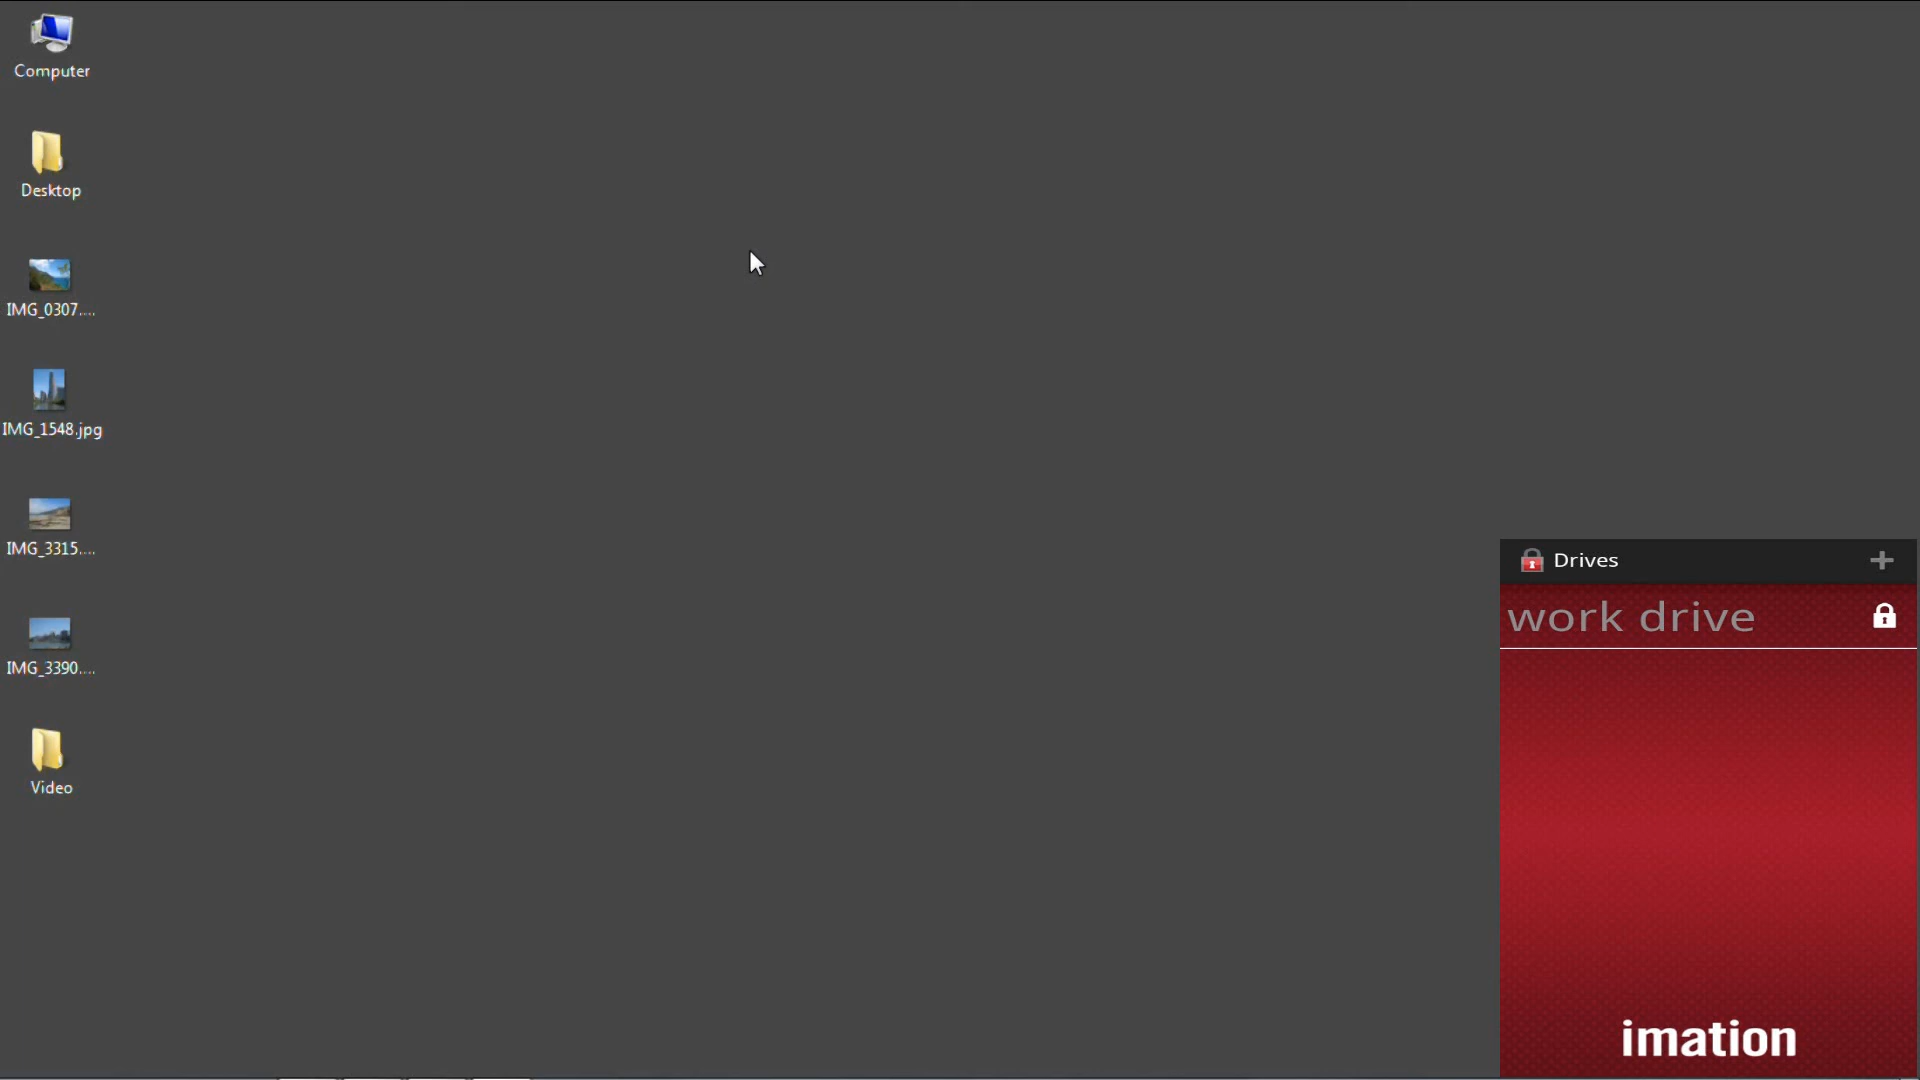 Computer
Desktop
IMG_0307....
IMG_1548.jpg
IMG_3315....
IMG_3390....
Video
Drives
work drive
imation